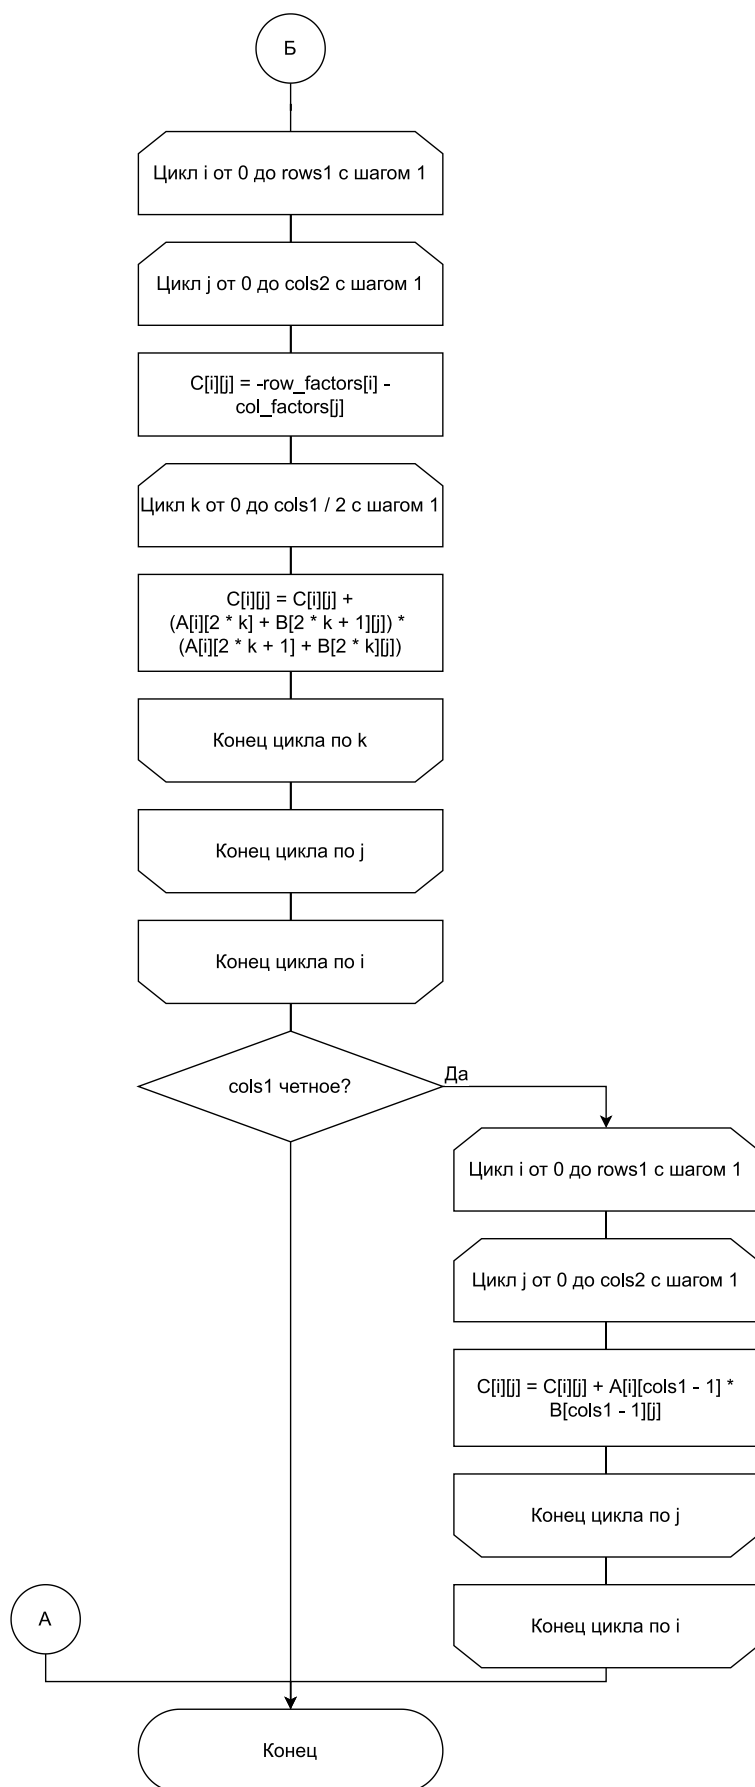 Б
Цикл i от 0 до rows1 с шагом 1
Цикл j от 0 до cols2 с шагом 1
C[i][j] = -row_factors[i] -
col_factors[j]
Цикл k от 0 до cols1 / 2 с шагом 1
C[i][j] = C[i][j] +
(A[i][2 * k] + B[2 * k + 1][j]) *
(A[i][2 * k + 1] + B[2 * k][j])
Конец цикла по k
Конец цикла по j
Конец цикла по i
cols1 четное?
Да
Цикл i от 0 до rows1 с шагом 1
Цикл j от 0 до cols2 с шагом 1
C[i][j] = C[i][j] + A[i][cols1 - 1] *
B[cols1 - 1][j]
Конец цикла по j
Конец цикла по i
А
Конец